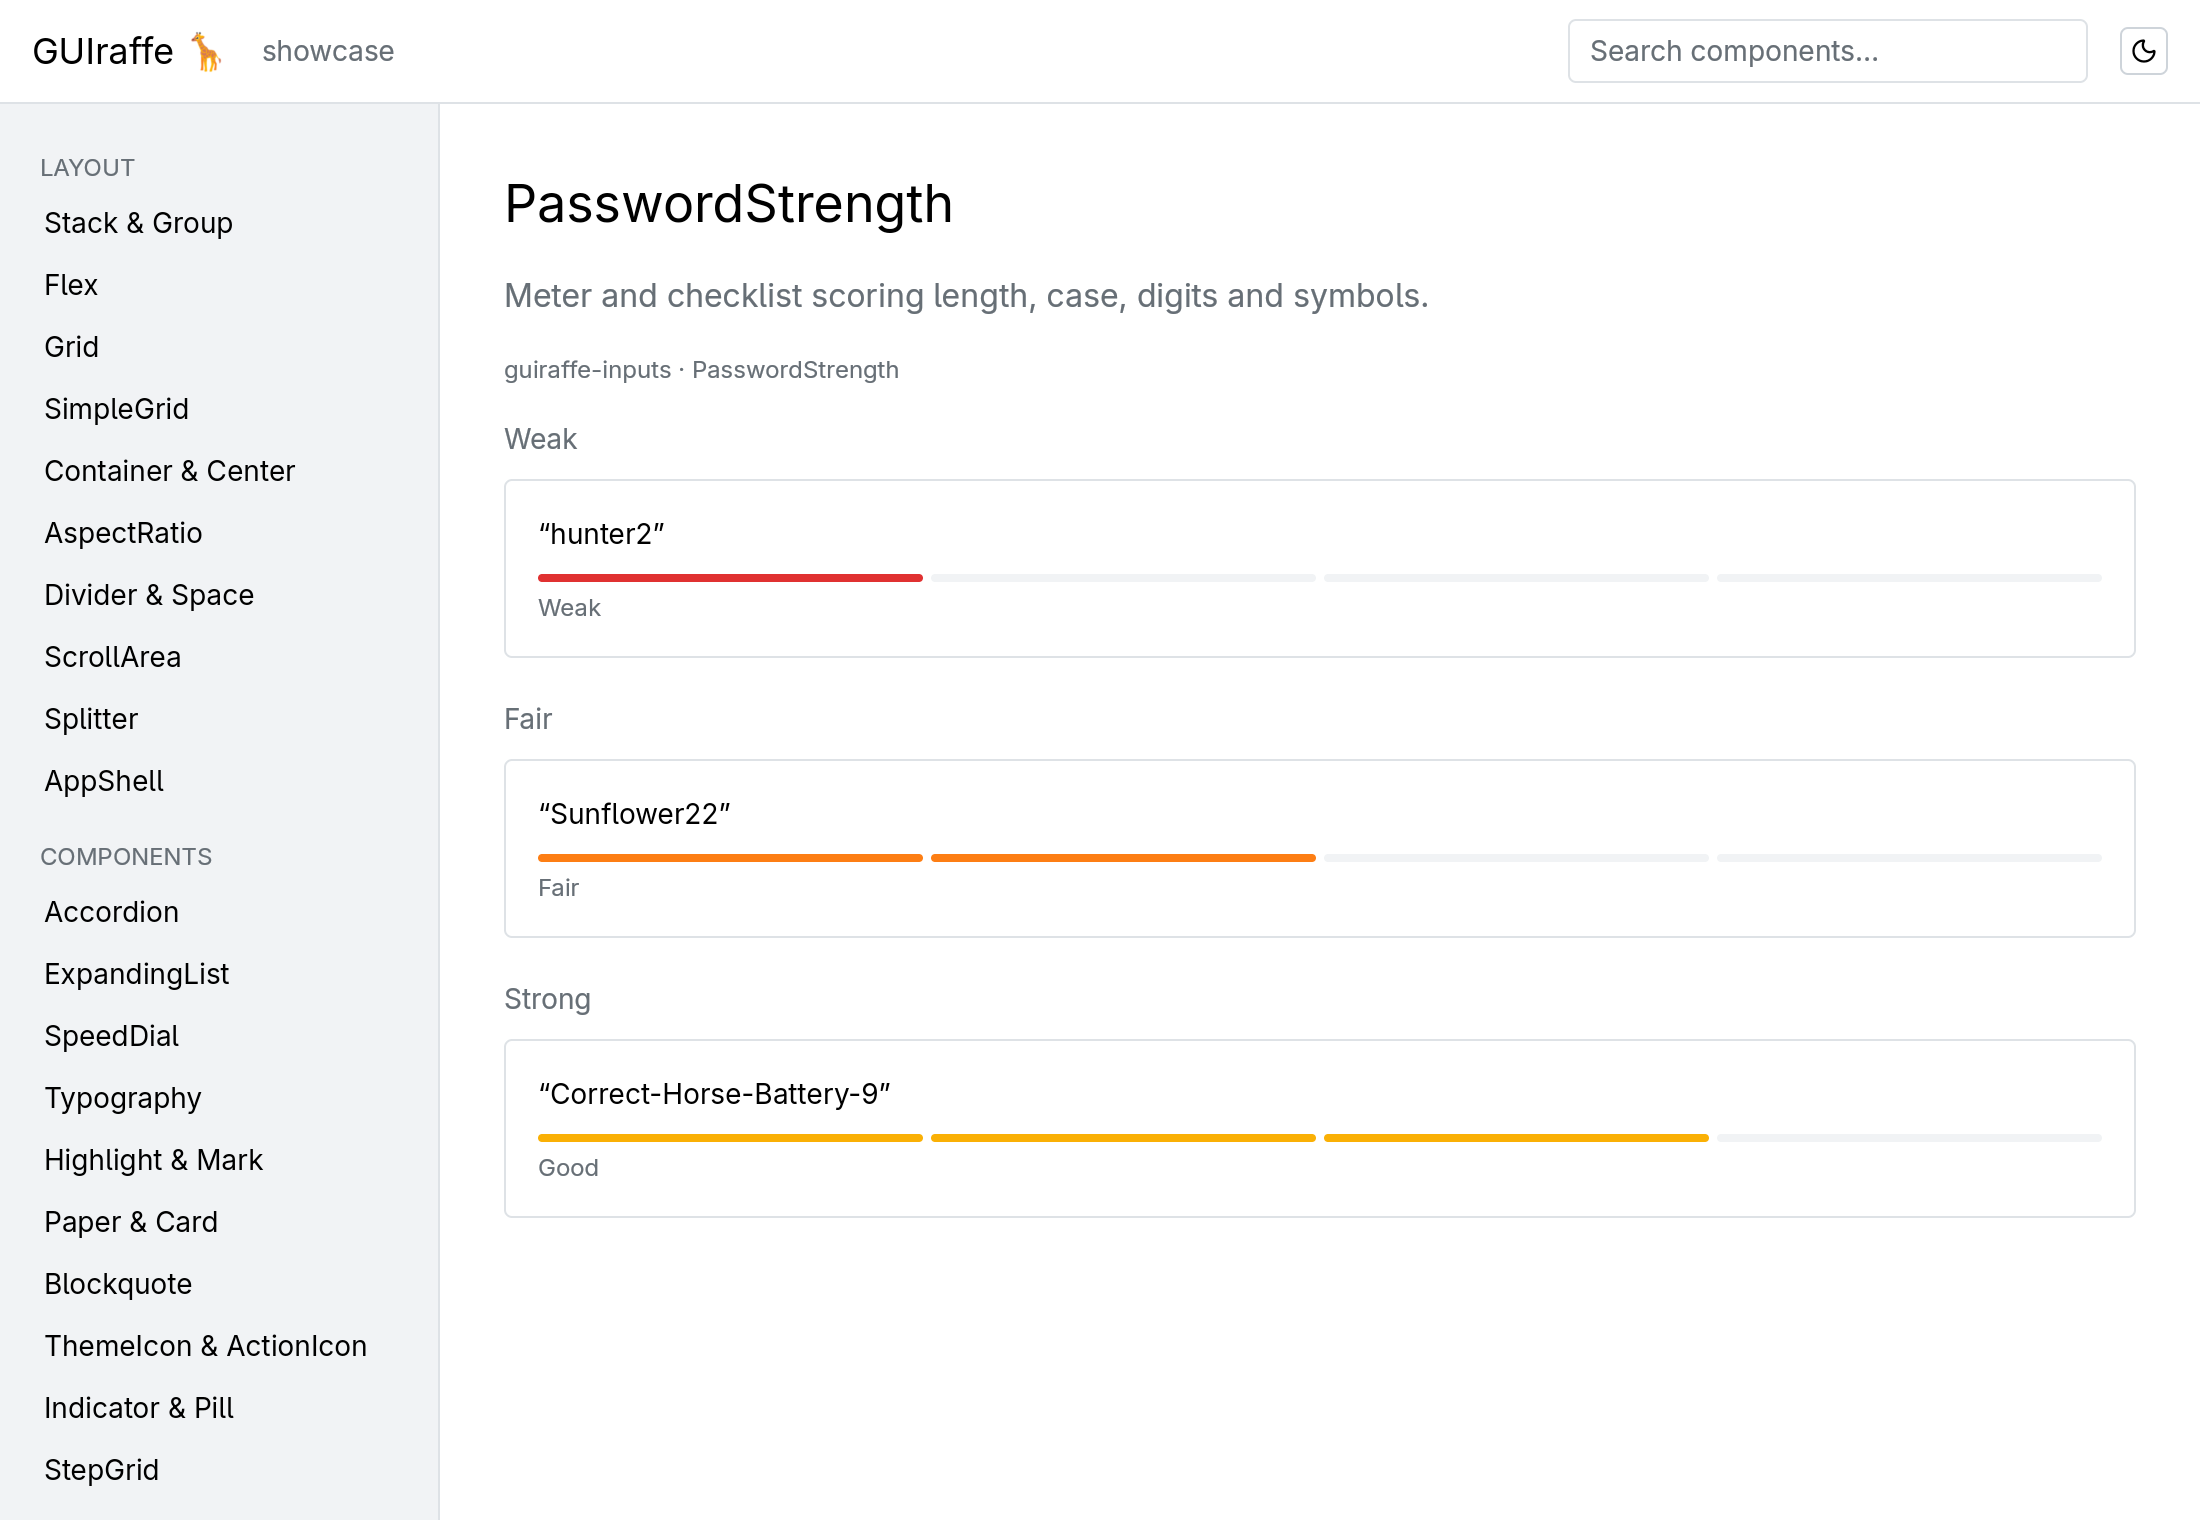 GUIraffe 🦒 showcase
Search components...
LAYOUT
Stack & Group
Flex
Grid
SimpleGrid
Container & Center
AspectRatio
Divider & Space
ScrollArea
Splitter
AppShell
COMPONENTS
Accordion
ExpandingList
SpeedDial
Typography
Highlight & Mark
Paper & Card
Blockquote
ThemeIcon & ActionIcon
Indicator & Pill
StepGrid
PasswordStrength
Meter and checklist scoring length, case, digits and symbols.
guiraffe-inputs · PasswordStrength
Weak
“hunter2”
Weak
Fair
“Sunflower22”
Fair
Strong
“Correct-Horse-Battery-9”
Good